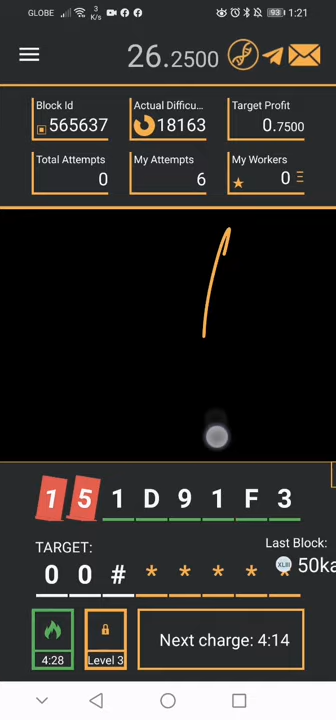 GLOBE 3 K/s 93 1:21
26.2500
Block Id Actual Difficu... Target Profit
565637 18163 0.7500
Total Attempts My Attempts My Workers
0 6 0
1 5 1 D 9 1 F 3
TARGET: Last Block:
0 0 # * * * * * XLIII 50ka
4:28 Level 3 Next charge: 4:14